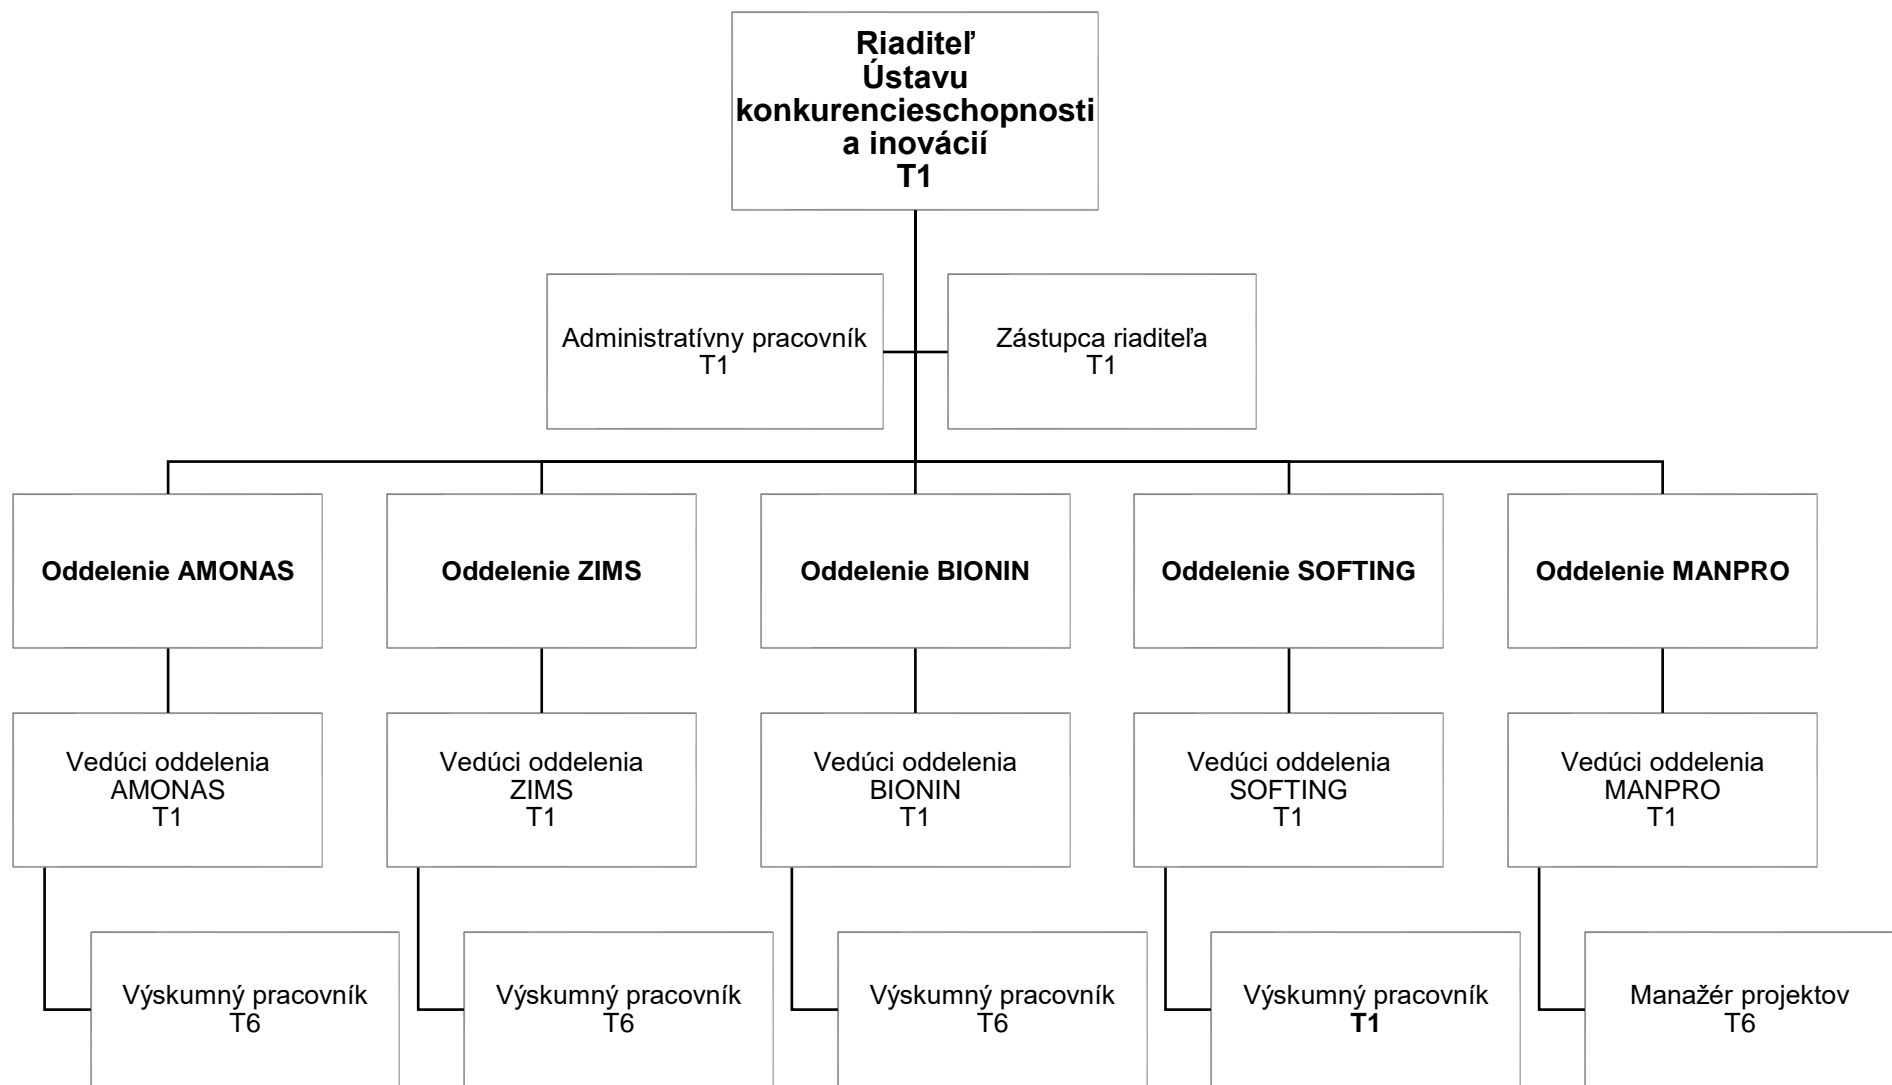 Riaditeľ
Ústavu
konkurencieschopnosti
a inovácií
T1
Administratívny pracovník
T1
Zástupca riaditeľa
T1
Oddelenie AMONAS
Oddelenie ZIMS
Oddelenie BIONIN
Oddelenie SOFTING
Oddelenie MANPRO
Vedúci oddelenia
AMONAS
T1
Vedúci oddelenia
ZIMS
T1
Vedúci oddelenia
BIONIN
T1
Vedúci oddelenia
SOFTING
T1
Vedúci oddelenia
MANPRO
T1
Výskumný pracovník
T6
Výskumný pracovník
T6
Výskumný pracovník
T6
Výskumný pracovník
T1
Manažér projektov
T6